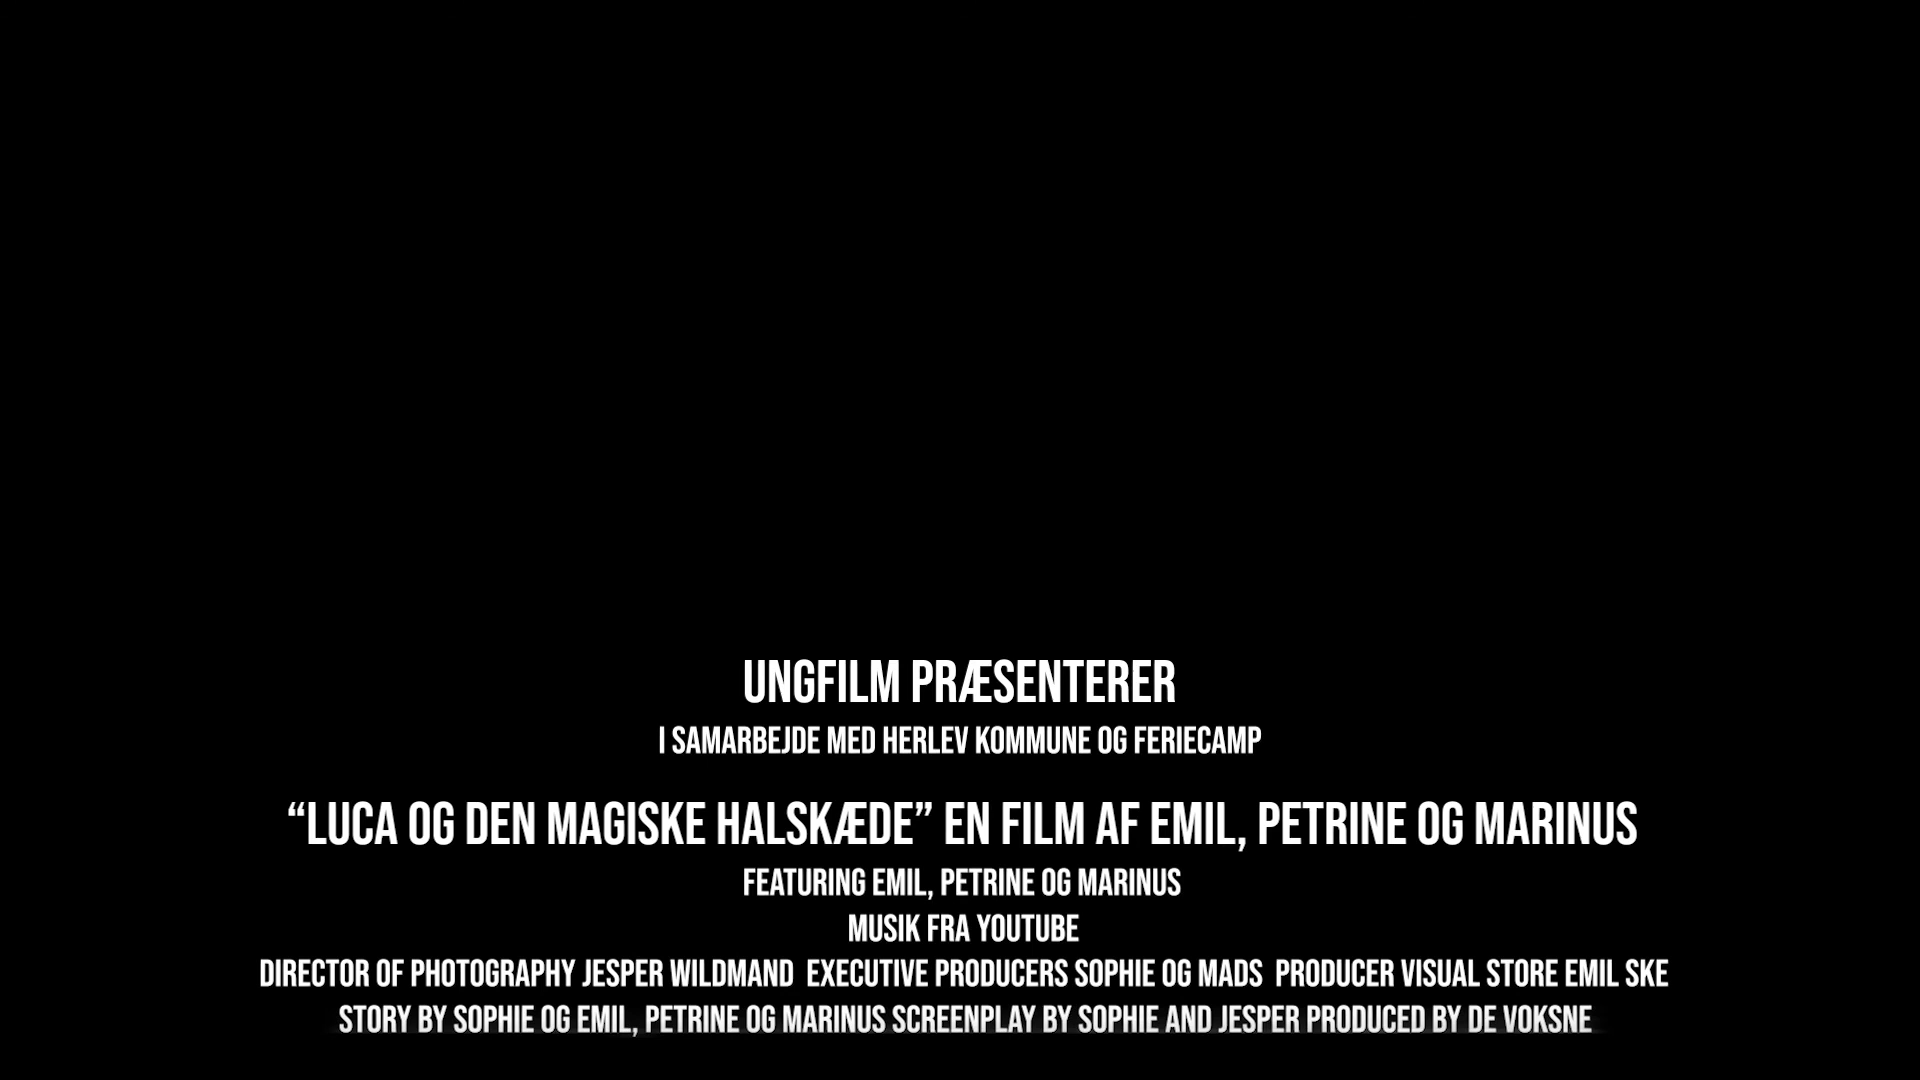 UNGFILM PRÆSENTERER
I SAMARBEJDE MED HERLEV KOMMUNE OG FERIECAMP
“LUCA OG DEN MAGISKE HALSKÆDE” EN FILM AF EMIL, PETRINE OG MARINUS
FEATURING EMIL, PETRINE OG MARINUS
MUSIK FRA YOUTUBE
DIRECTOR OF PHOTOGRAPHY JESPER WILDMAND EXECUTIVE PRODUCERS SOPHIE OG MADS PRODUCER VISUAL STORE EMIL SKE
STORY BY SOPHIE OG EMIL, PETRINE OG MARINUS SCREENPLAY BY SOPHIE AND JESPER PRODUCED BY DE VOKSNE